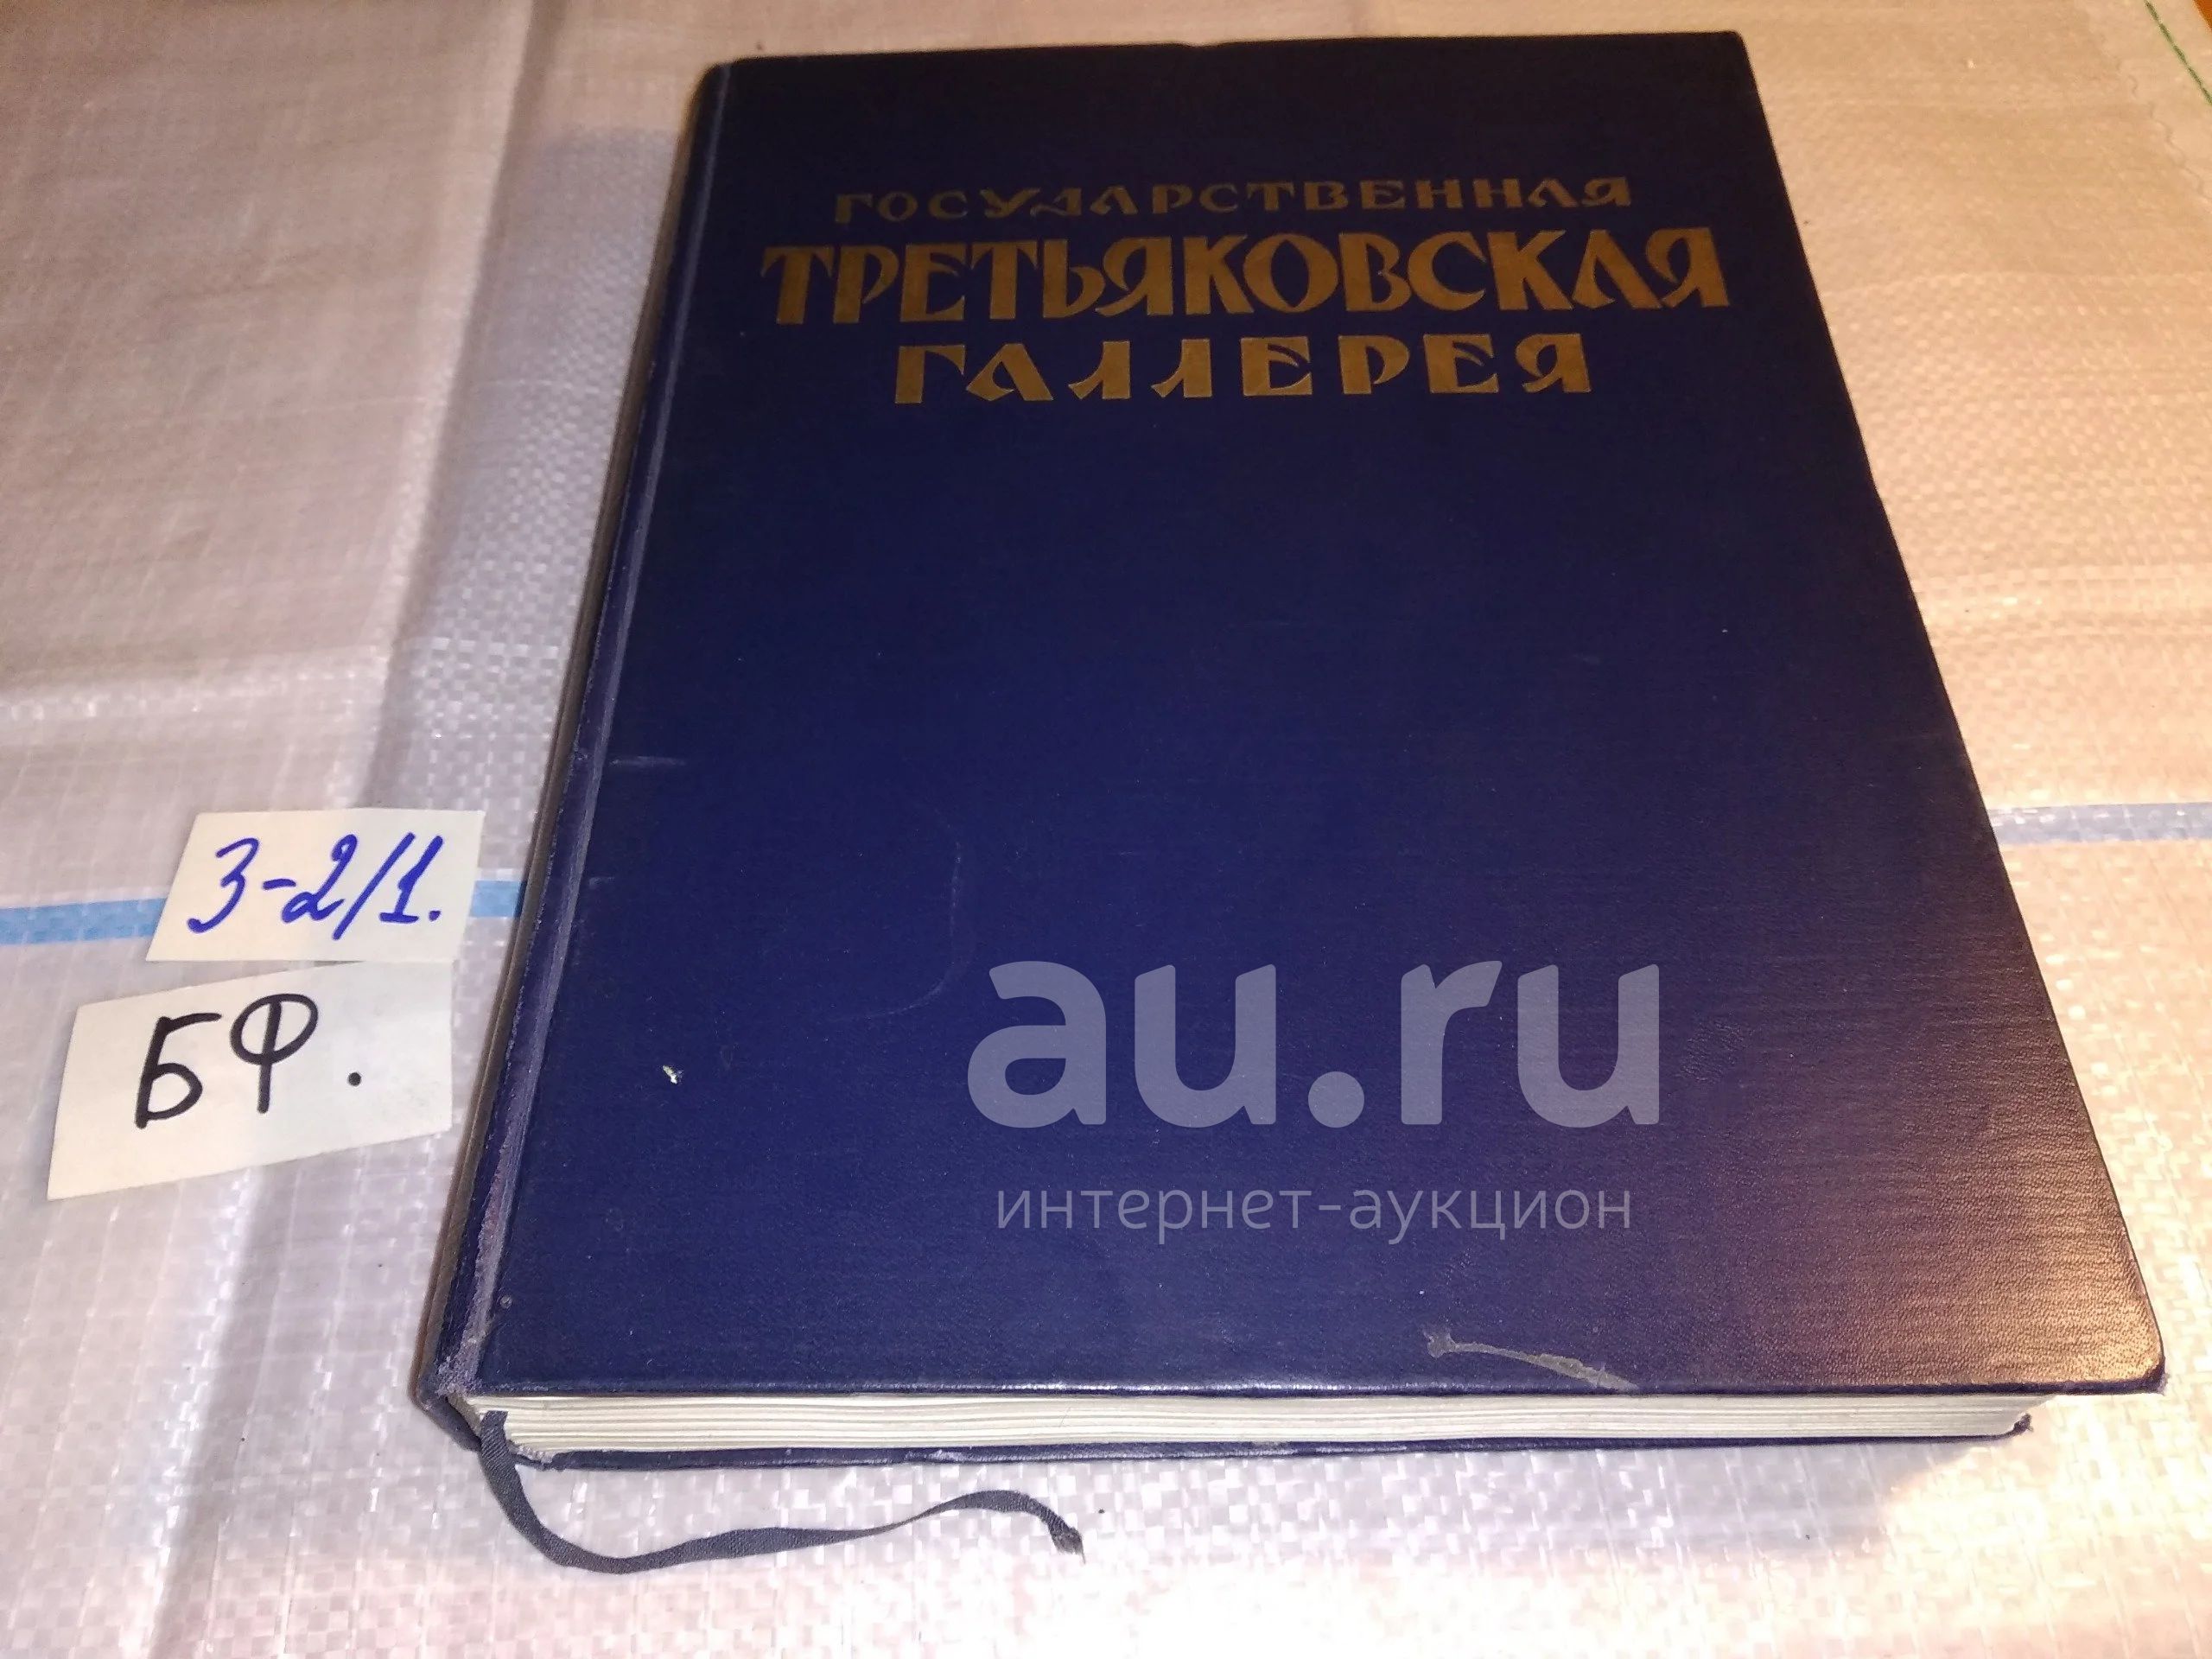 ГОСУДАРСТВЕННАЯ
ТРЕТЬЯКОВСКАЯ
ГАЛЛЕРЕЯ
3-2/1.
БФ.
au.ru
интернет-аукцион